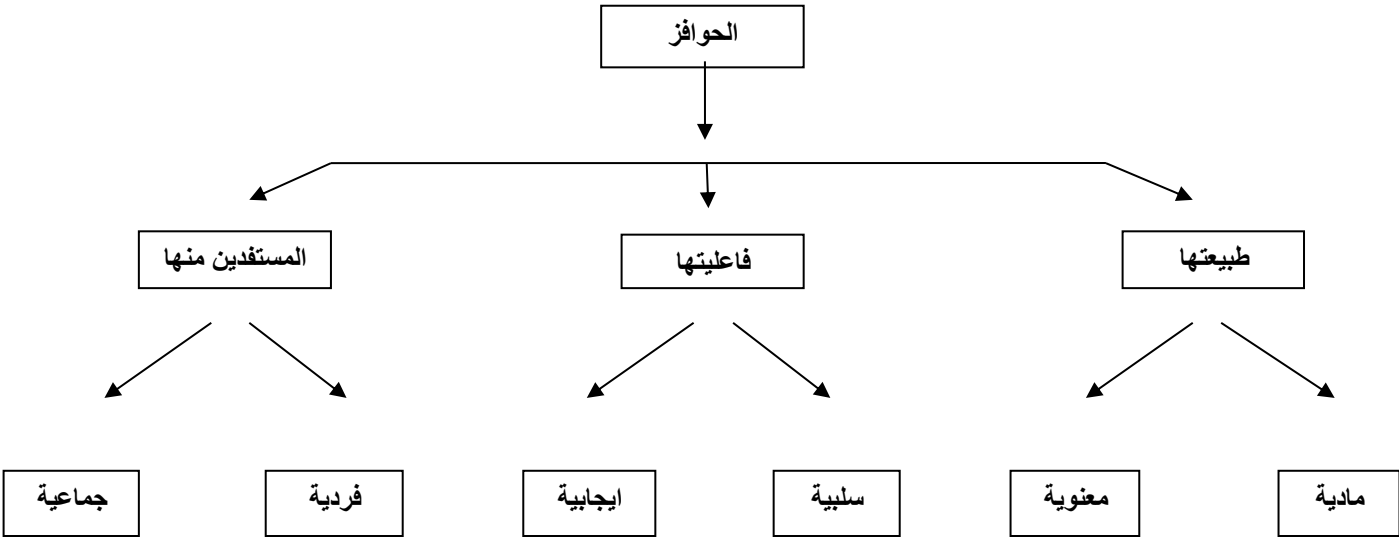 الحوافز
طبيعتها
فاعليتها
المستفدين منها
مادية
معنوية
سلبية
ايجابية
فردية
جماعية